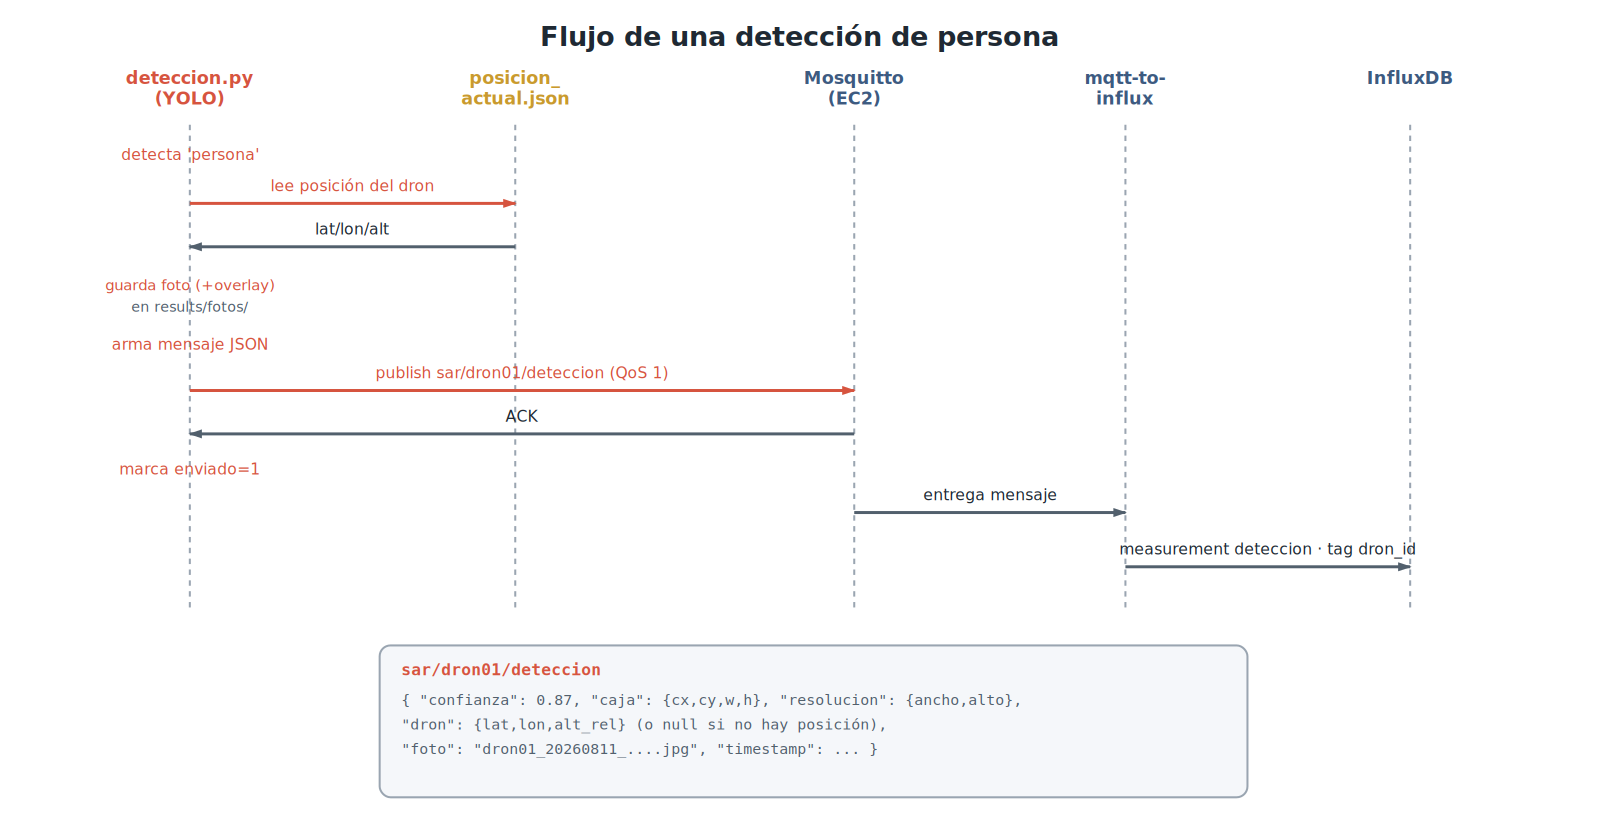 Flujo de una detección de persona
deteccion.py
(YOLO)
posicion_
actual.json
Mosquitto
(EC2)
mqtt-to-
influx
InfluxDB
detecta 'persona'
lee posición del dron
lat/lon/alt
guarda foto (+overlay)
en results/fotos/
arma mensaje JSON
publish sar/dron01/deteccion (QoS 1)
ACK
marca enviado=1
entrega mensaje
measurement deteccion · tag dron_id
sar/dron01/deteccion
{ "confianza": 0.87, "caja": {cx,cy,w,h}, "resolucion": {ancho,alto},
"dron": {lat,lon,alt_rel} (o null si no hay posición),
"foto": "dron01_20260811_....jpg", "timestamp": ... }